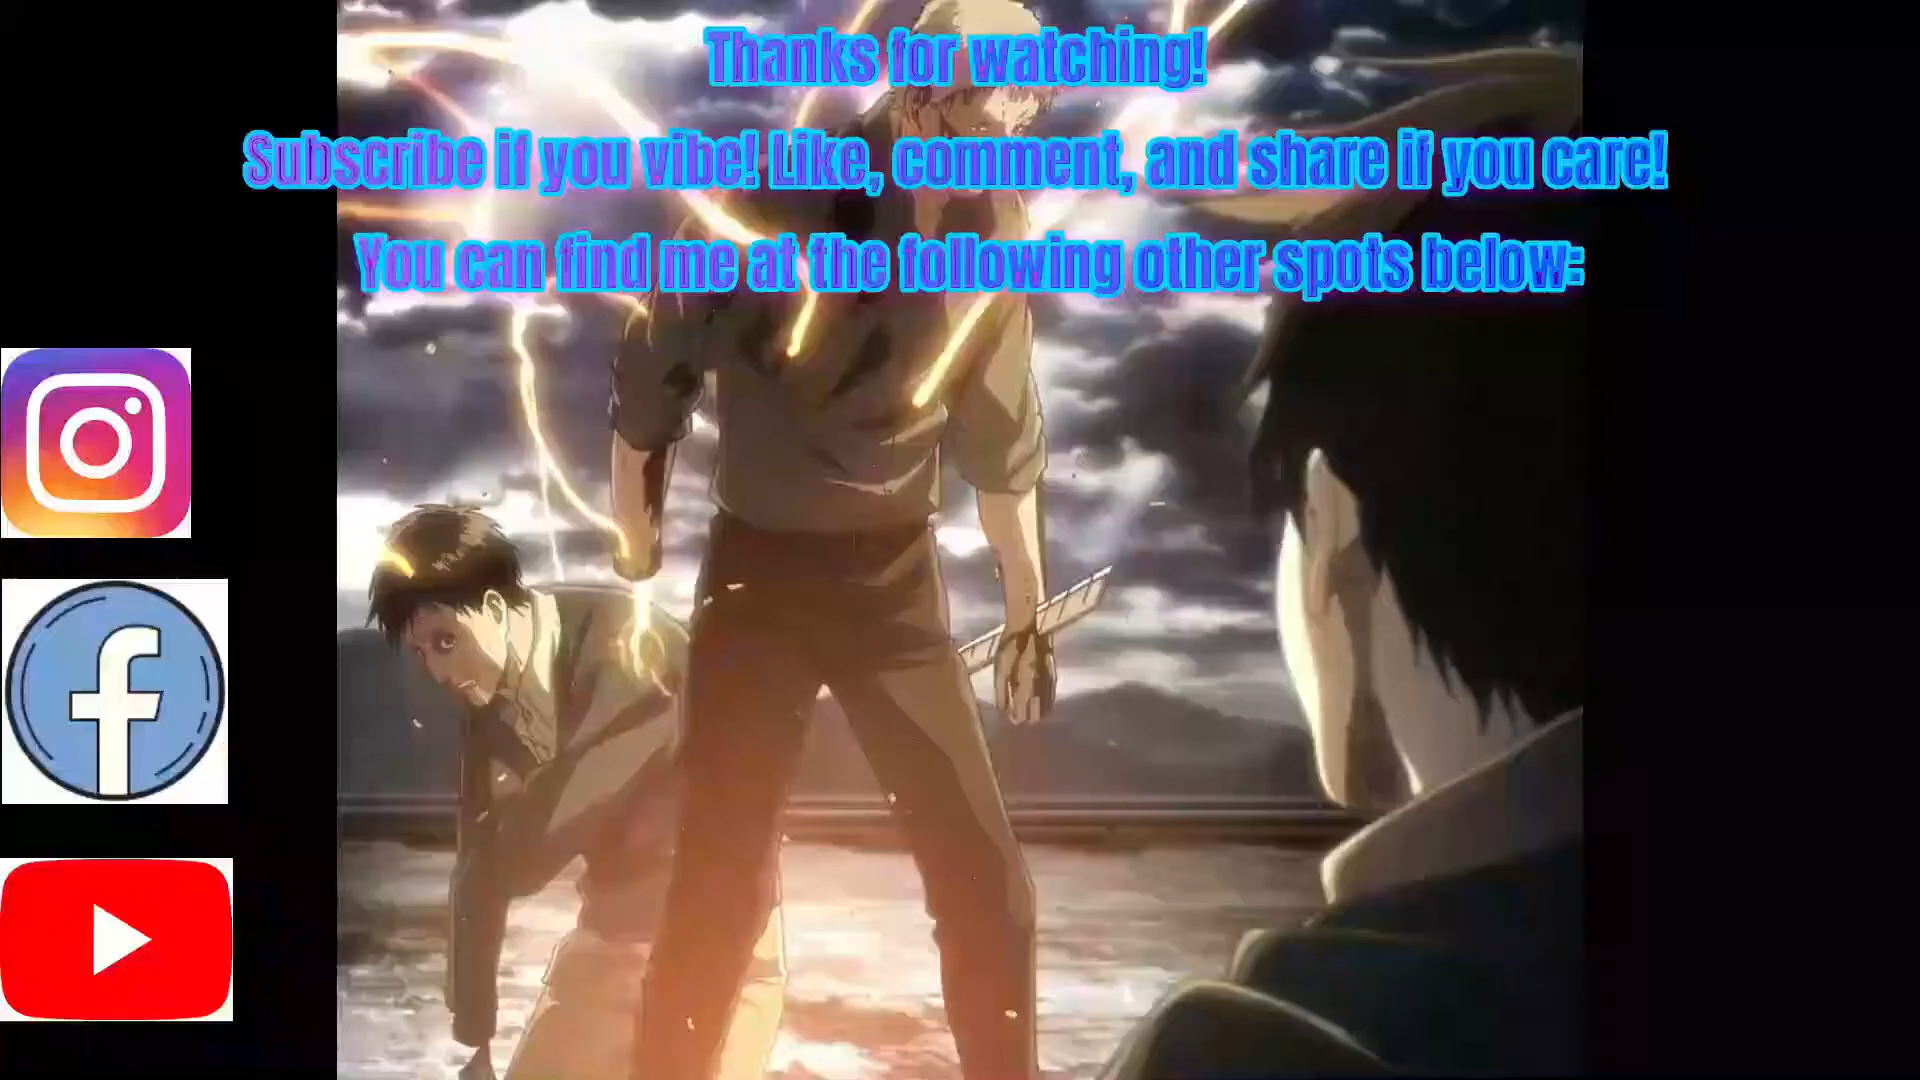 Thanks for watching!
Subscribe if you vibe! Like, comment, and share if you care!
You can find me at the following other spots below: